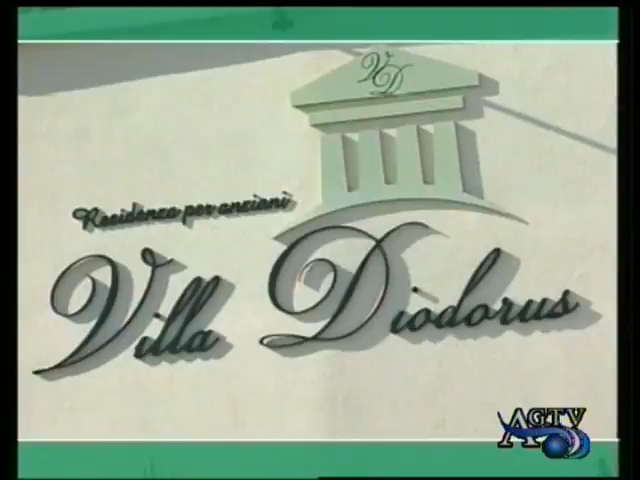 VD
Residenza per anziani
Villa Diodorus
AGTV